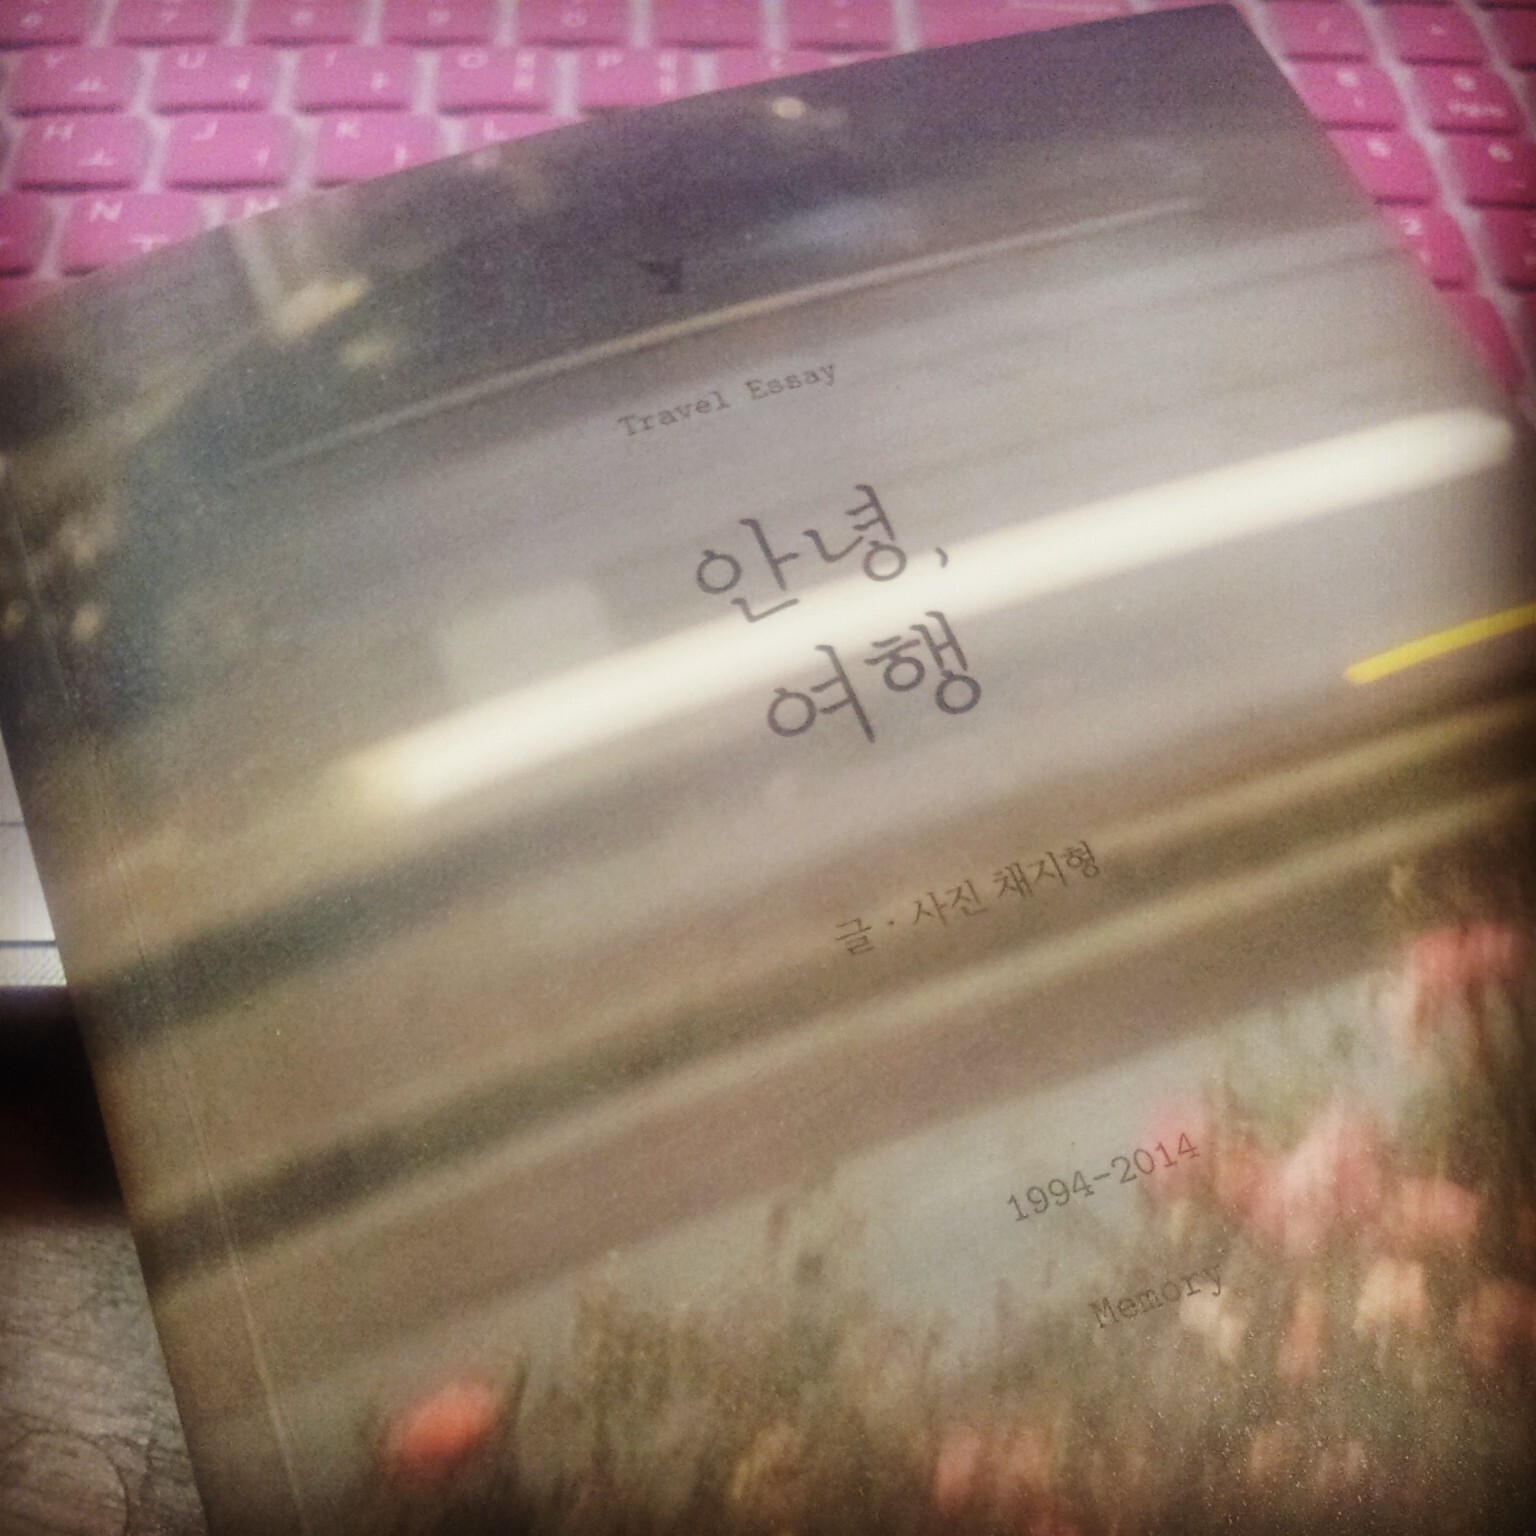 Travel Essay
안녕,
여행
글·사진 채지형
1994-2014
Memory
Y U I O P
H J K L
N M